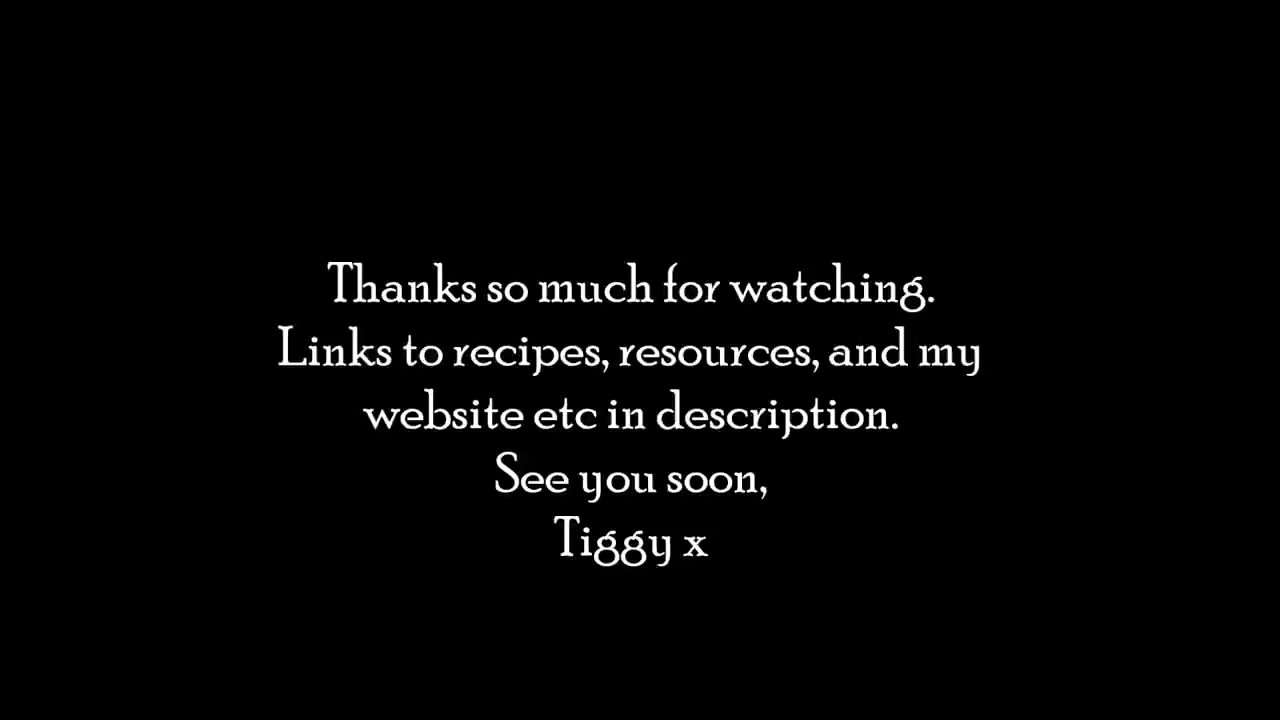 Thanks so much for watching.
Links to recipes, resources, and my
website etc in description.
See you soon,
Tiggy x